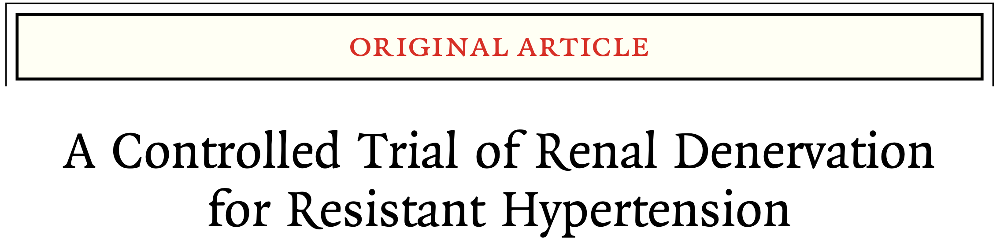 ORIGINAL ARTICLE
A Controlled Trial of Renal Denervation
for Resistant Hypertension